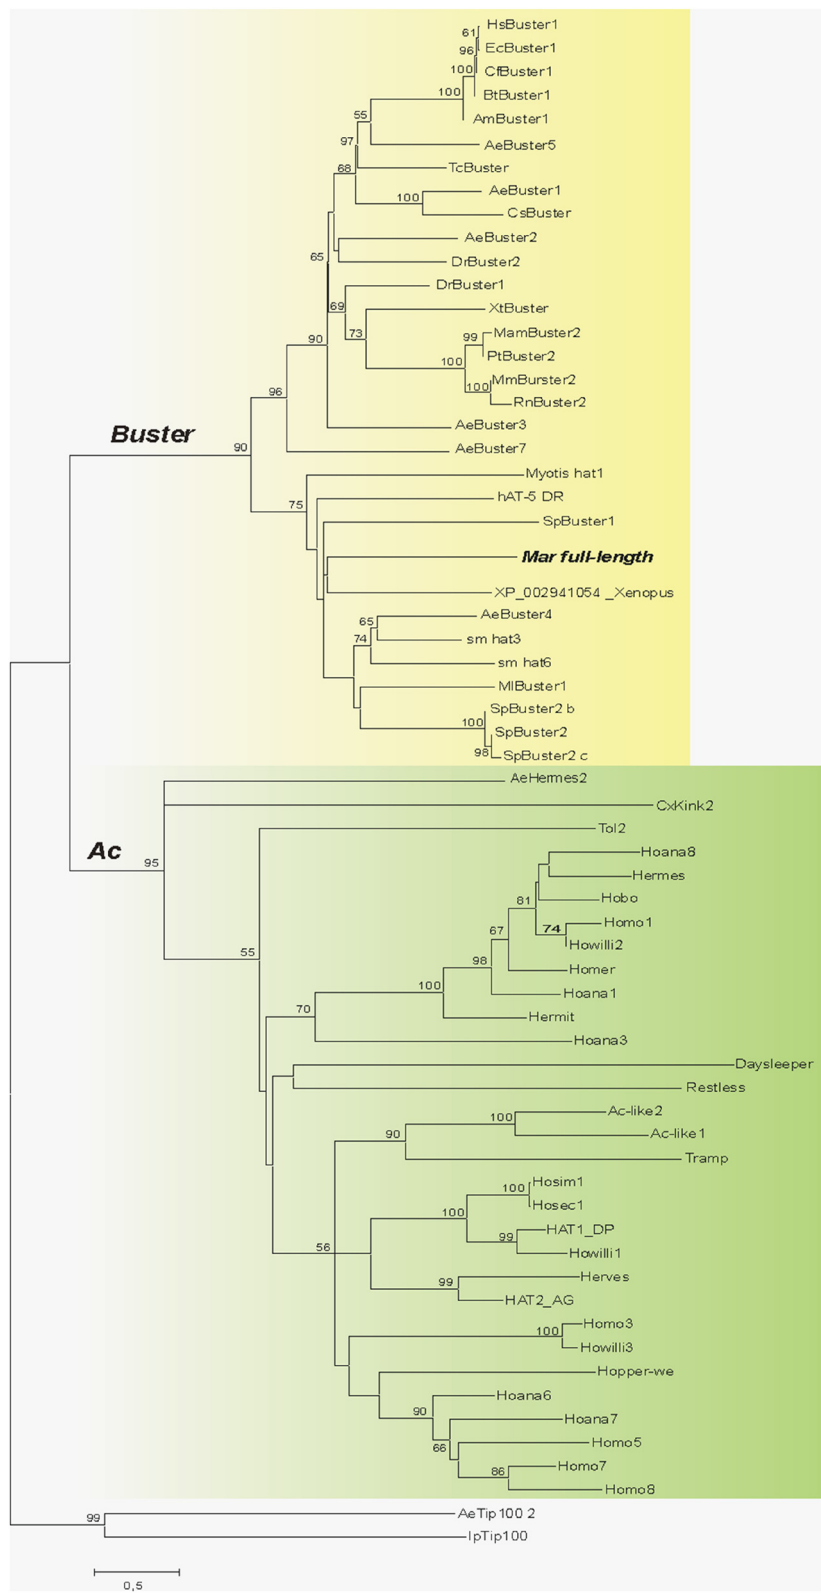 HsBuster1
61
EcBuster1
96
CfBuster1
100
BtBuster1
100
AmBuster1
55
AeBuster5
97
TcBuster
68
AeBuster1
100
CsBuster
AeBuster2
65
DrBuster2
DrBuster1
69
XtBuster
73
MamBuster2
99
90
PtBuster2
100
MmBurster2
100
RnBuster2
96
AeBuster3
Buster
AeBuster7
90
Myotis hat1
75
hAT-5 DR
SpBuster1
Mar full-length
XP_002941054 _Xenopus
AeBuster4
65
sm hat3
74
sm hat6
MlBuster1
SpBuster2 b
100
SpBuster2
98
SpBuster2 c
AeHermes2
CxKink2
Tol2
Ac
Hoana8
95
Hermes
Hobo
81
Homo1
74
67
Howilli2
55
98
Homer
100
Hoana1
70
Hermit
Hoana3
Daysleeper
Restless
Ac-like2
100
Ac-like1
90
Tramp
Hosim1
100
Hosec1
100
HAT1_DP
99
56
Howilli1
Herves
99
HAT2_AG
Homo3
100
Howilli3
Hopper-we
Hoana6
90
Hoana7
66
Homo5
Homo7
86
Homo8
AeTip100 2
99
IpTip100
0,5